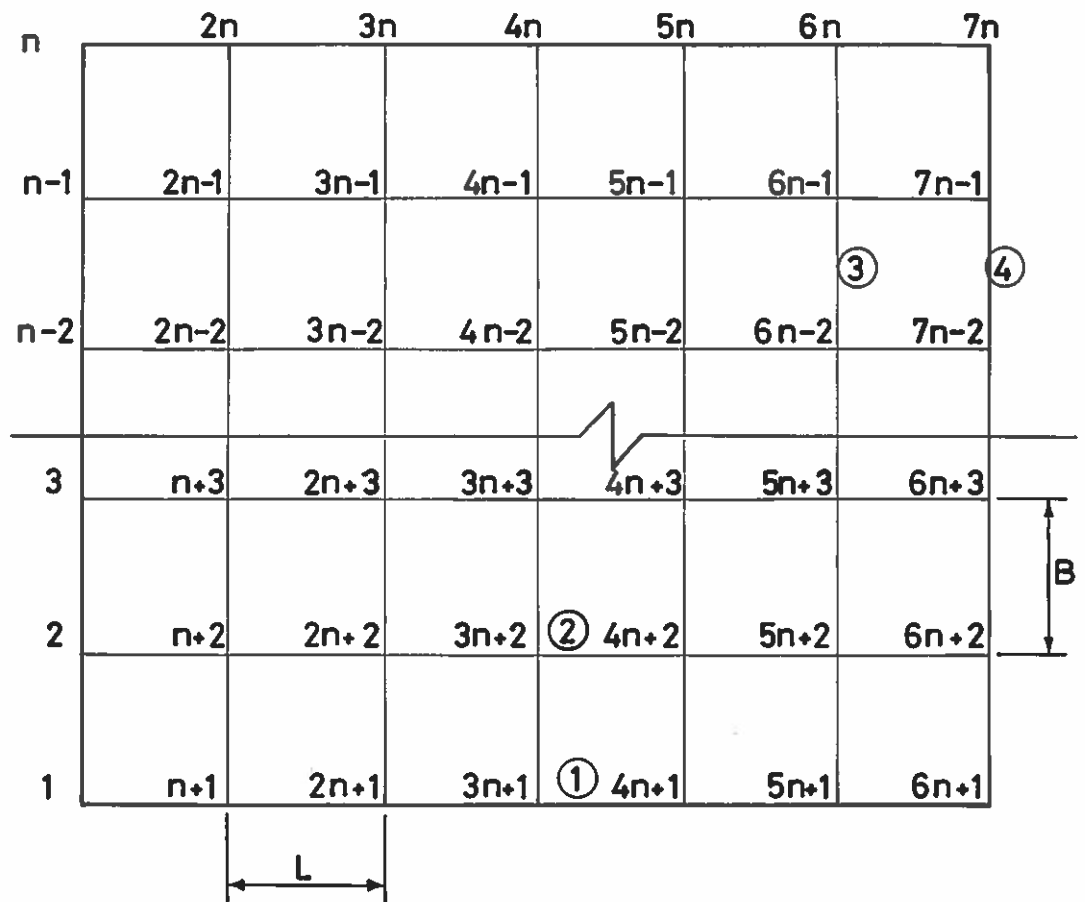 n 2n 3n 4n 5n 6n 7n
n-1 2n-1 3n-1 4n-1 5n-1 6n-1 7n-1
③ ④
n-2 2n-2 3n-2 4n-2 5n-2 6n-2 7n-2
3 n+3 2n+3 3n+3 4n+3 5n+3 6n+3
B
2 n+2 2n+2 3n+2 ② 4n+2 5n+2 6n+2
1 n+1 2n+1 3n+1 ① 4n+1 5n+1 6n+1
L